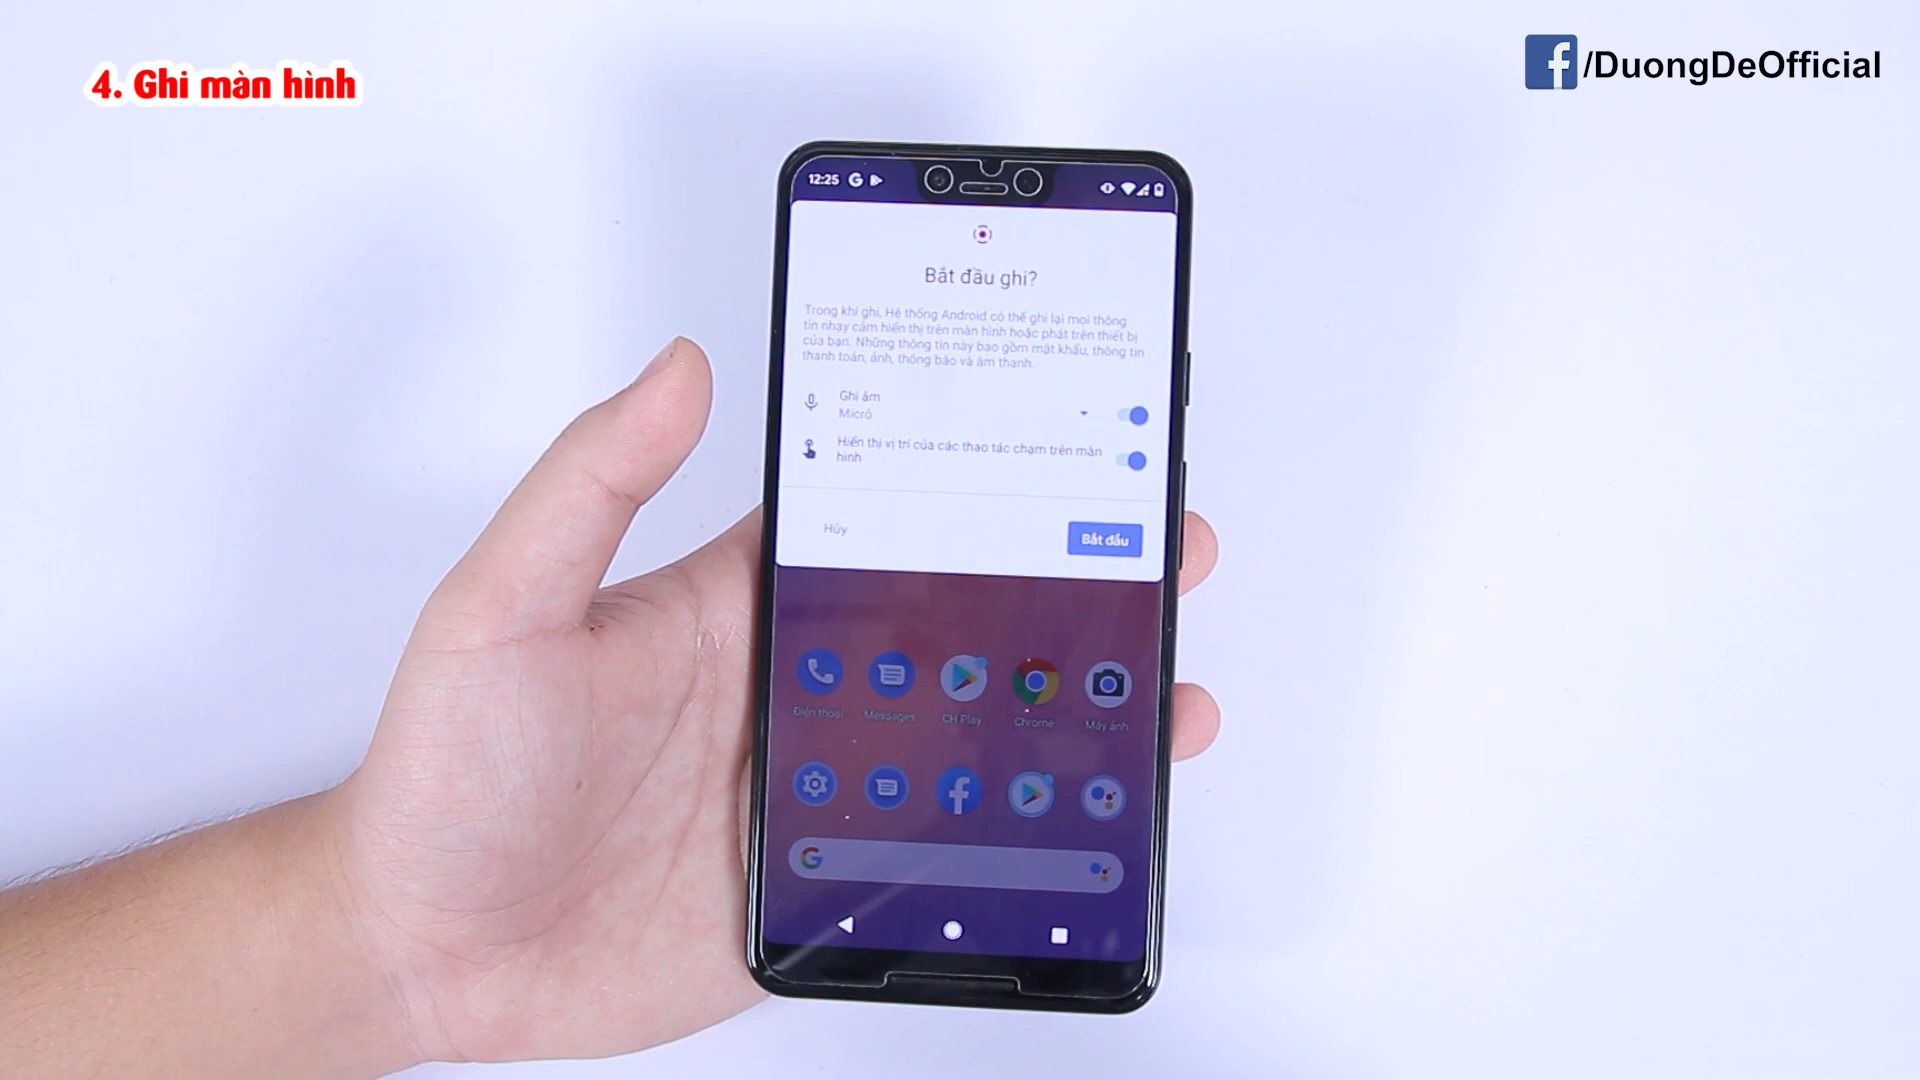 4. Ghi màn hình
/DuongDeOfficial
12:25
Bắt đầu ghi?
Trong khi ghi, Hệ thống Android có thể ghi lại mọi thông
tin nhạy cảm hiển thị trên màn hình hoặc phát trên thiết bị
của bạn. Những thông tin này bao gồm mật khẩu, thông tin
thanh toán, ảnh, thông báo và âm thanh.
Ghi âm
Micrô
Hiển thị vị trí của các thao tác chạm trên màn
hình
Hủy
Bắt đầu
Điện thoại
Messages
CH Play
Chrome
Máy ảnh